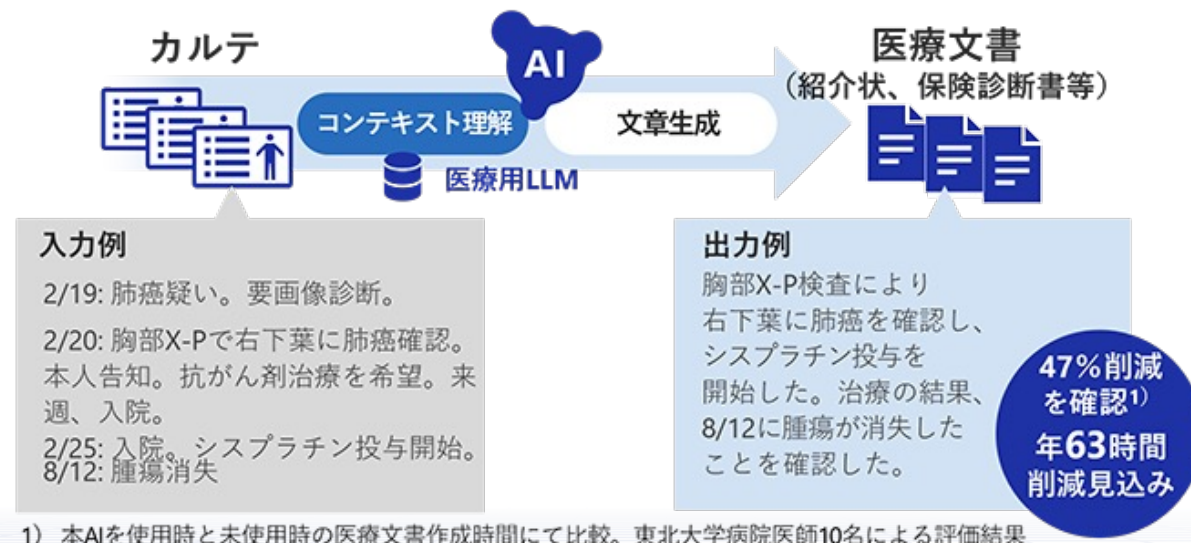 カルテ
AI
医療文書
（紹介状、保険診断書等）
コンテキスト理解
文章生成
医療用LLM
入力例
2/19: 肺癌疑い。要画像診断。
2/20: 胸部X-Pで右下葉に肺癌確認。
本人告知。抗がん剤治療を希望。来
週、入院。
2/25: 入院。シスプラチン投与開始。
8/12: 腫瘍消失
出力例
胸部X-P検査により
右下葉に肺癌を確認し、
シスプラチン投与を
開始した。治療の結果、
8/12に腫瘍が消失した
ことを確認した。
47%削減
を確認1)
年63時間
削減見込み
1) 本AIを使用時と未使用時の医療文書作成時間にて比較。東北大学病院医師10名による評価結果